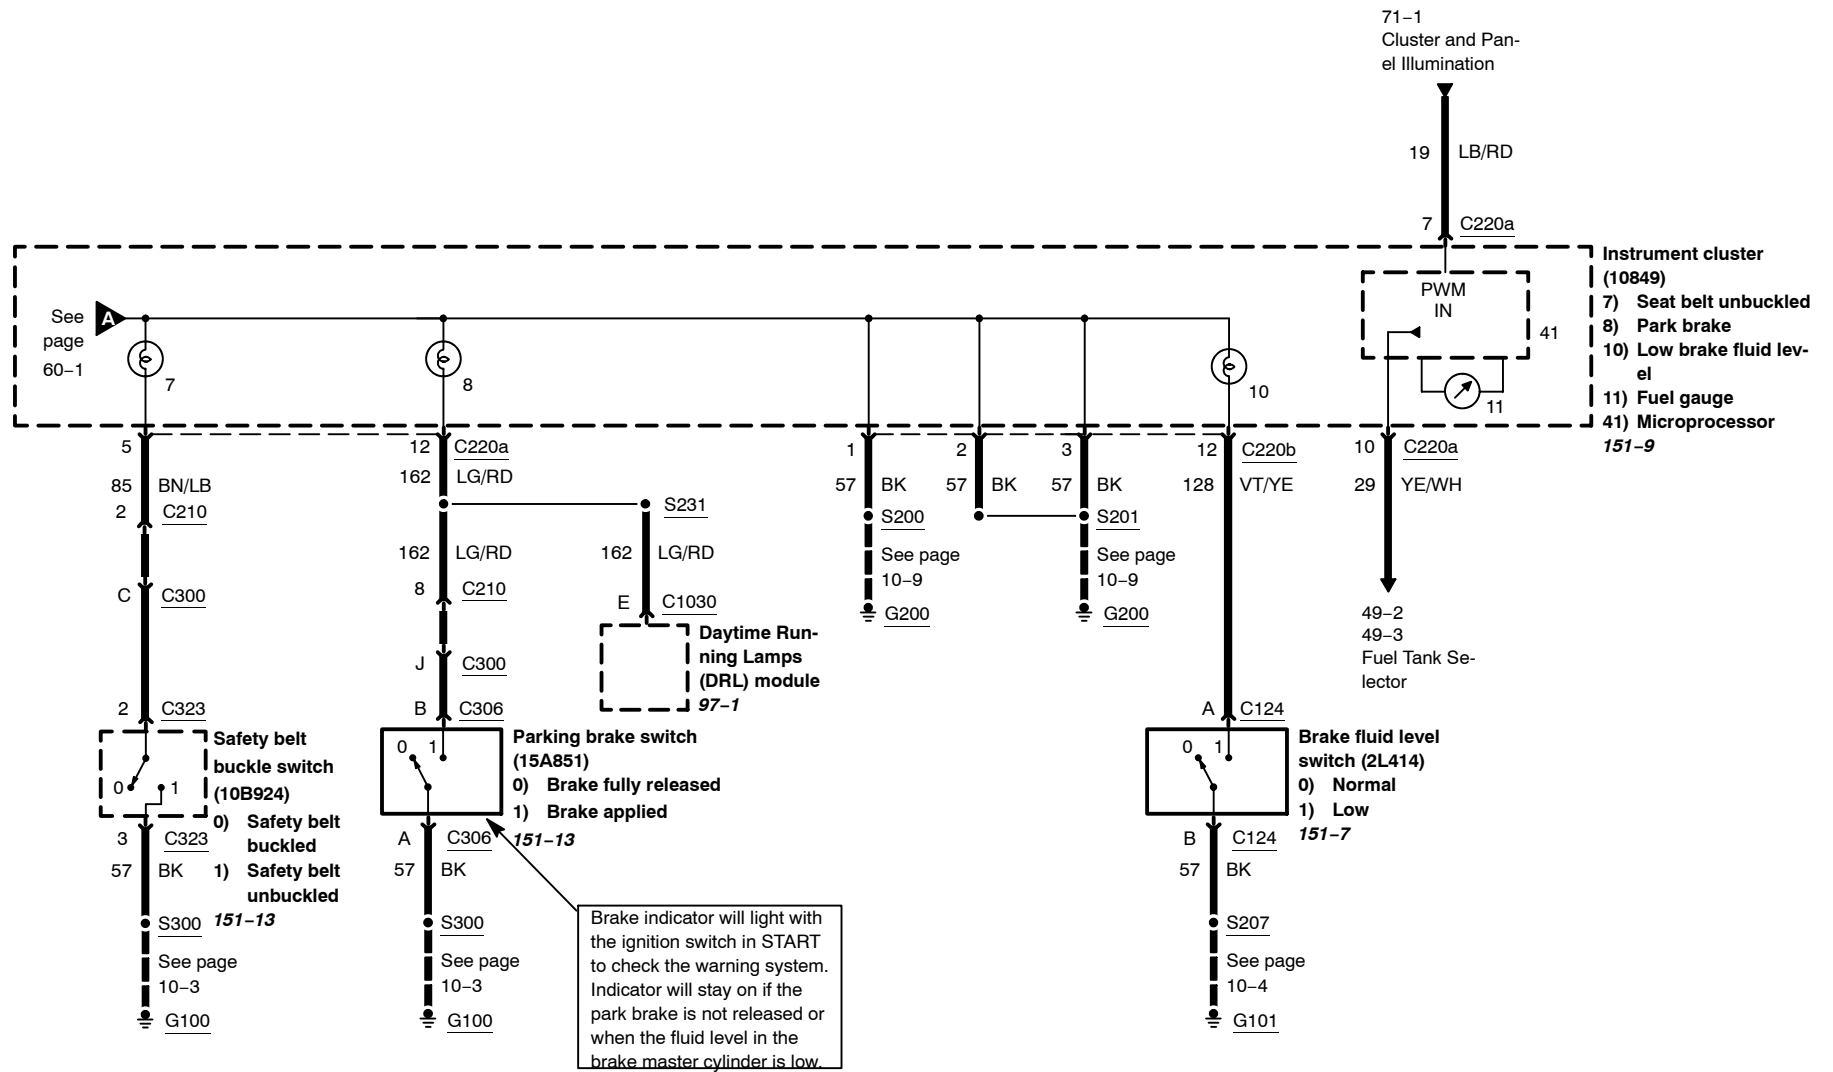 71−1
Cluster and Pan-
el Illumination
19 LB/RD
7 C220a
Instrument cluster
(10849)
7) Seat belt unbuckled
8) Park brake
10) Low brake fluid lev-
el
11) Fuel gauge
41) Microprocessor
151−9
See
page
60−1
A
7
8
10
PWM
IN
41
11
5
12 C220a
1
2
3
12 C220b
10 C220a
85 BN/LB
162 LG/RD
57 BK
57 BK
57 BK
128 VT/YE
29 YE/WH
2 C210
S231
S200
S201
162 LG/RD
162 LG/RD
See page
10−9
See page
10−9
C C300
8 C210
E C1030
G200
G200
49−2
49−3
Fuel Tank Se-
lector
Daytime Run-
ning Lamps
(DRL) module
97−1
J C300
2 C323
B C306
A C124
Safety belt
buckle switch
(10B924)
0) Safety belt
buckled
1) Safety belt
unbuckled
151−13
0 1
Parking brake switch
(15A851)
0) Brake fully released
1) Brake applied
151−13
0 1
Brake fluid level
switch (2L414)
0) Normal
1) Low
151−7
0 1
3 C323
A C306
B C124
57 BK
57 BK
57 BK
S300
S300
S207
See page
10−3
See page
10−3
See page
10−4
G100
G100
G101
Brake indicator will light with
the ignition switch in START
to check the warning system.
Indicator will stay on if the
park brake is not released or
when the fluid level in the
brake master cylinder is low.